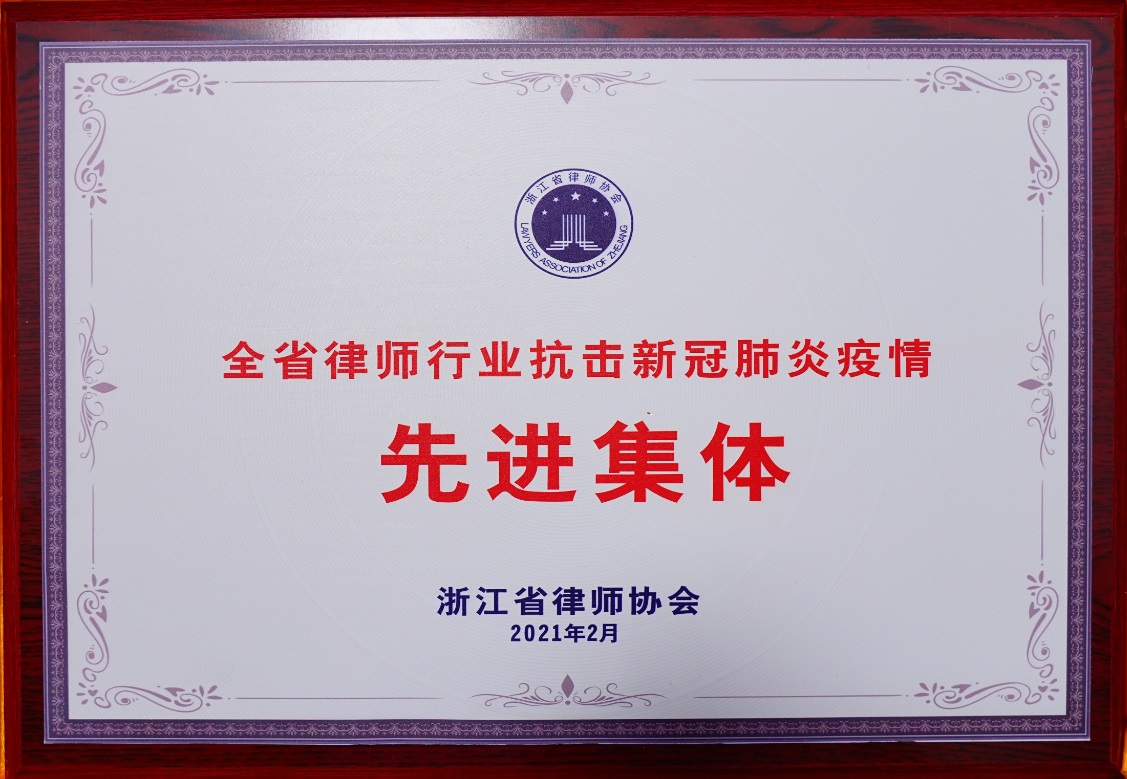 浙江省律师协会
LAWYERS ASSOCIATION OF ZHEJIANG
全省律师行业抗击新冠肺炎疫情
先进集体
浙江省律师协会
2021年2月